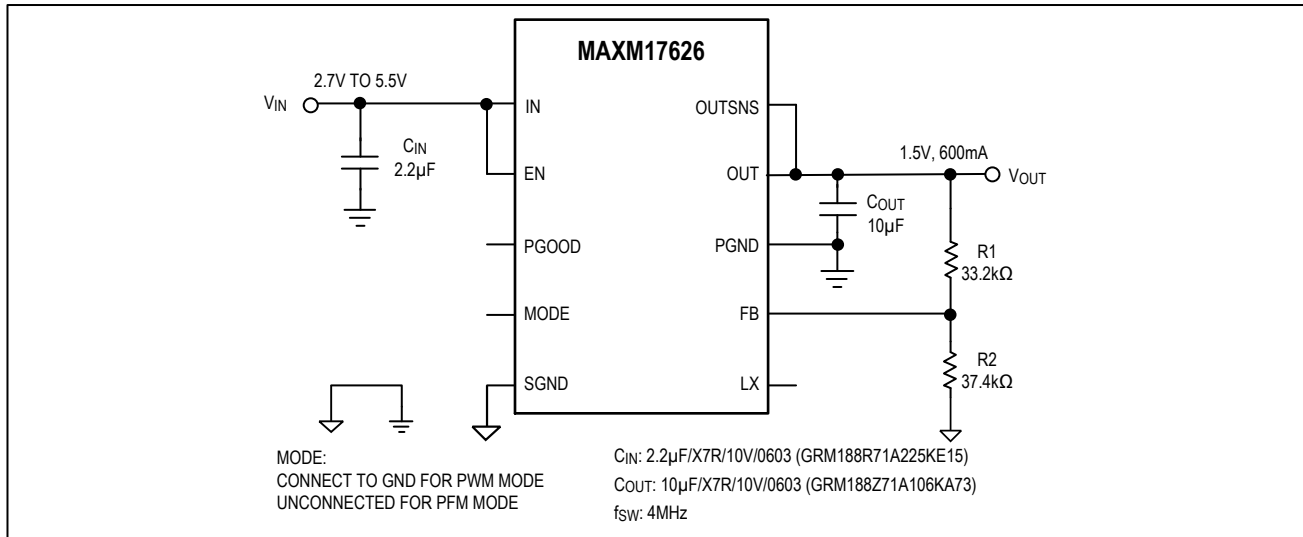 MAXM17626
2.7V TO 5.5V
VIN
IN
OUTSNS
CIN
2.2µF
EN
OUT
1.5V, 600mA
VOUT
COUT
10µF
PGOOD
PGND
R1
33.2kΩ
MODE
FB
R2
37.4kΩ
SGND
LX
MODE:
CONNECT TO GND FOR PWM MODE
UNCONNECTED FOR PFM MODE
CIN: 2.2µF/X7R/10V/0603 (GRM188R71A225KE15)
COUT: 10µF/X7R/10V/0603 (GRM188Z71A106KA73)
fSW: 4MHz